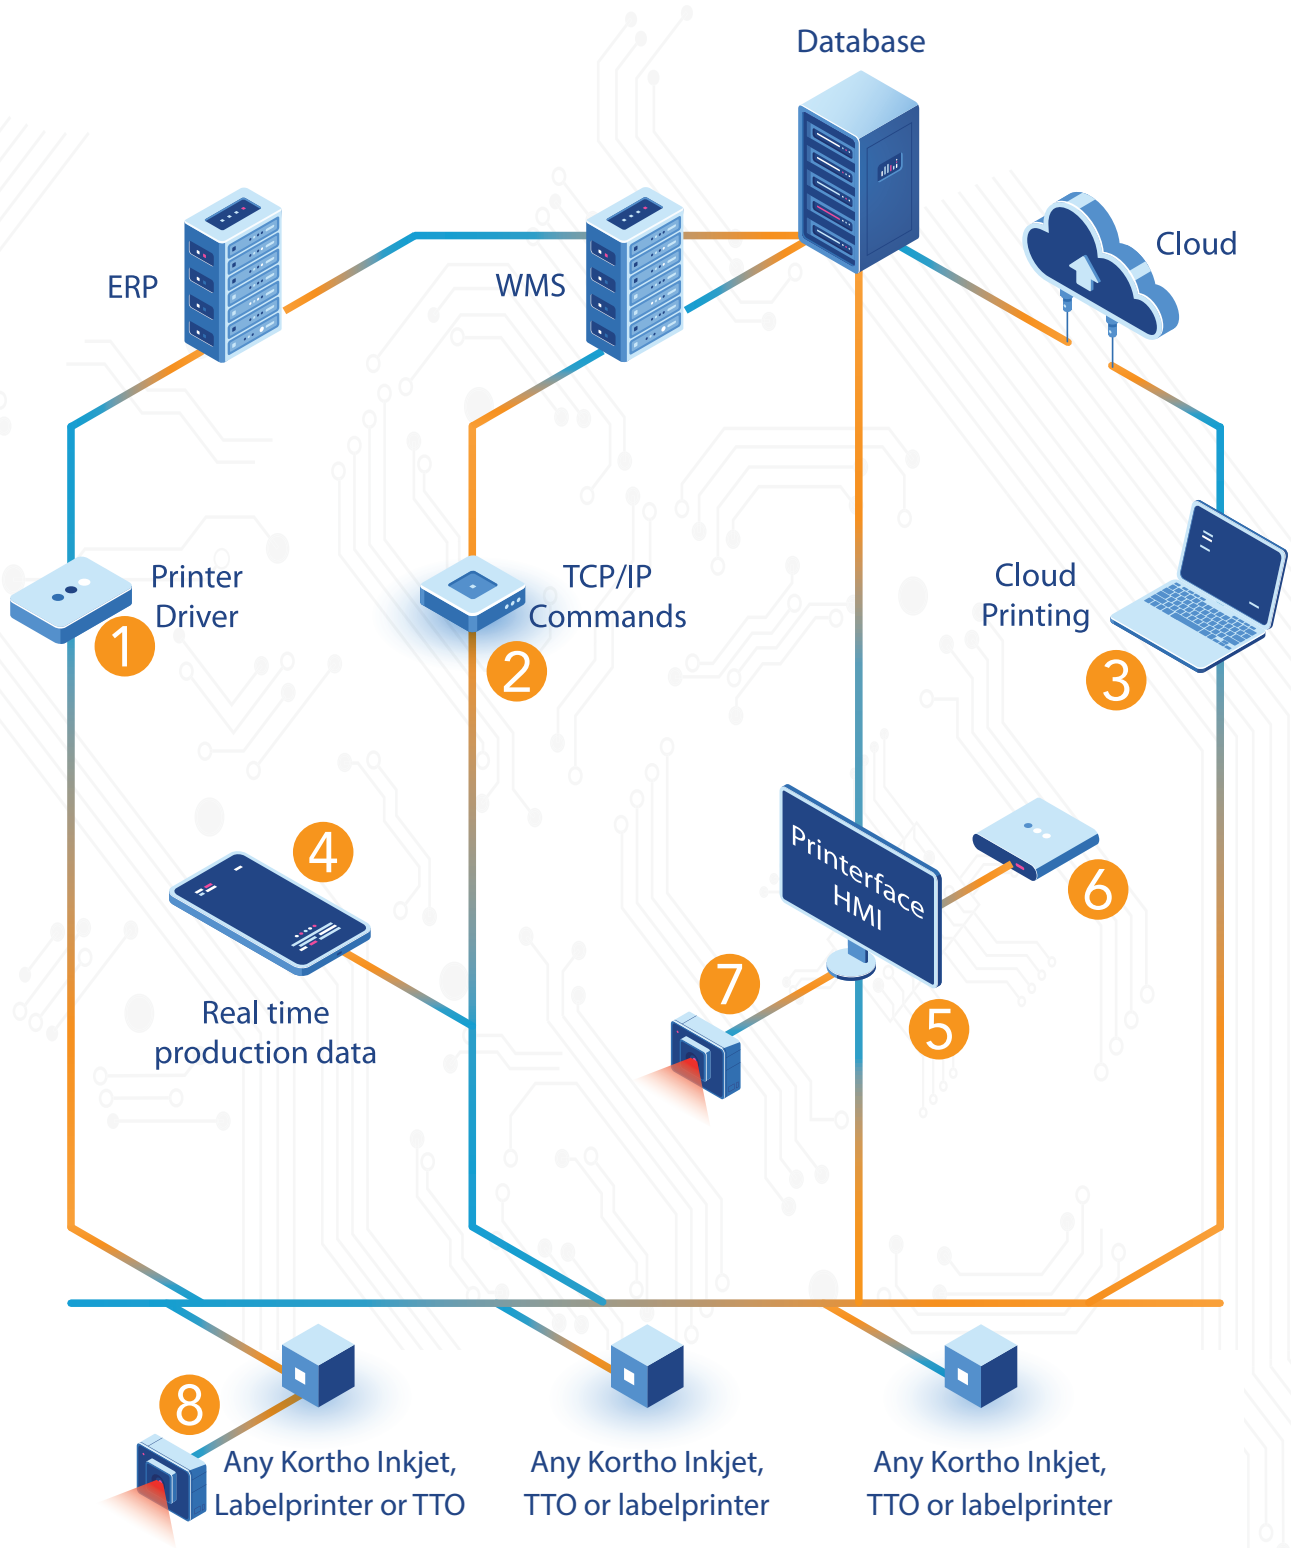 Database
Cloud
ERP
WMS
Printer
Driver
1
TCP/IP
Commands
2
Cloud
Printing
3
4
Real time
production data
Printerface
HMI
5
6
7
8
Any Kortho Inkjet,
Labelprinter or TTO
Any Kortho Inkjet,
TTO or labelprinter
Any Kortho Inkjet,
TTO or labelprinter